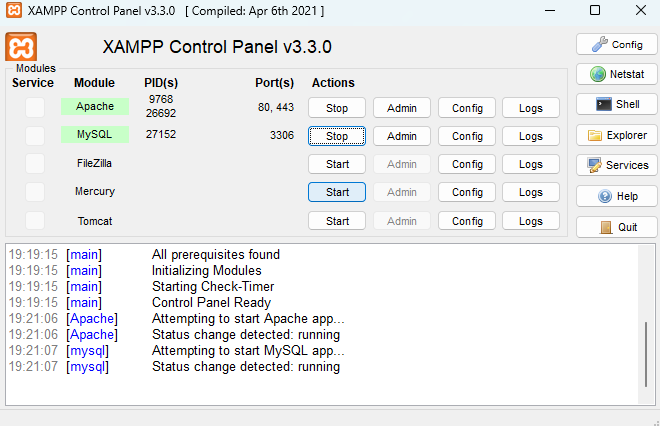 XAMPP Control Panel v3.3.0 [ Compiled: Apr 6th 2021 ]
XAMPP Control Panel v3.3.0
Config
Modules
Service Module PID(s) Port(s) Actions
Netstat
Apache 9768 26692 80, 443 Stop Admin Config Logs
Shell
MySQL 27152 3306 Stop Admin Config Logs
Explorer
FileZilla Start Admin Config Logs
Services
Mercury Start Admin Config Logs
Help
Tomcat Start Admin Config Logs
Quit
19:19:15 [main] All prerequisites found
19:19:15 [main] Initializing Modules
19:19:15 [main] Starting Check-Timer
19:19:15 [main] Control Panel Ready
19:21:06 [Apache] Attempting to start Apache app...
19:21:06 [Apache] Status change detected: running
19:21:07 [mysql] Attempting to start MySQL app...
19:21:07 [mysql] Status change detected: running